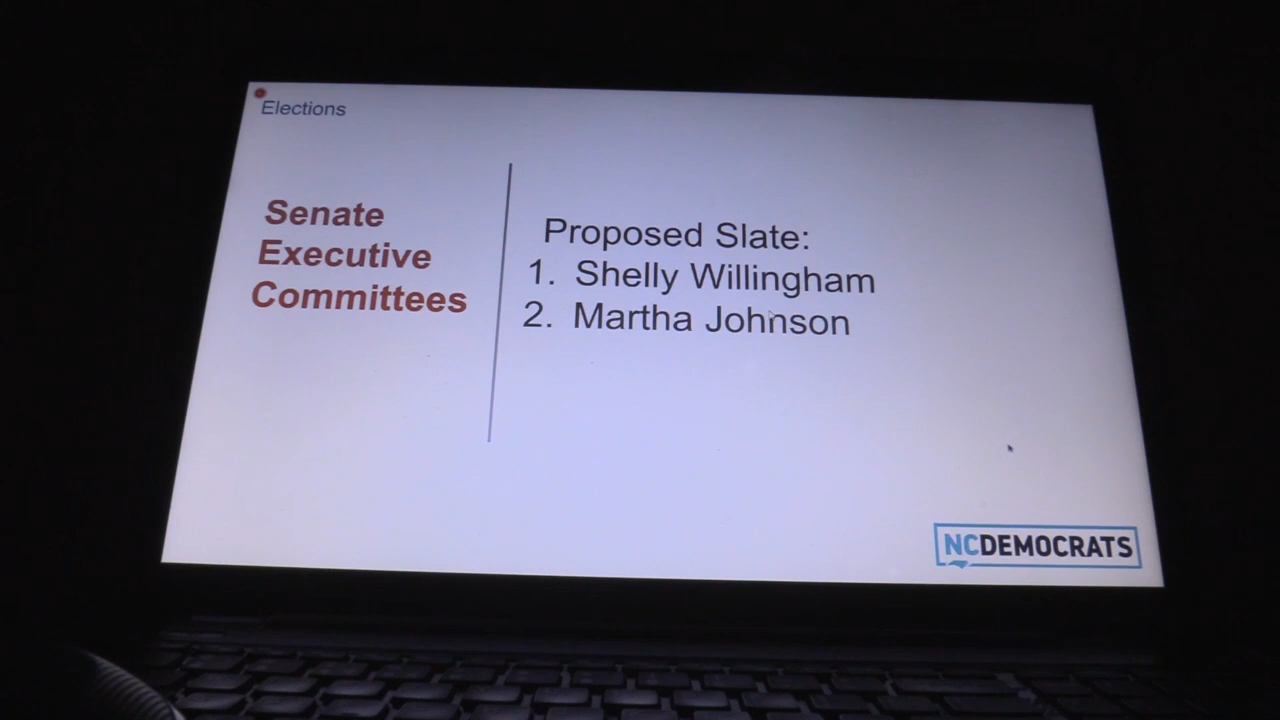 Elections
Senate
Executive
Committees
Proposed Slate:
1. Shelly Willingham
2. Martha Johnson
NCDEMOCRATS